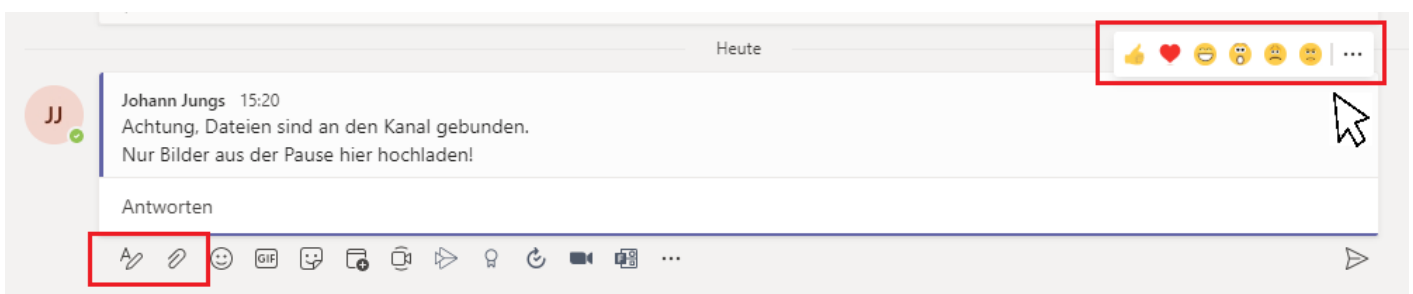 Heute
JJ
Johann Jungs 15:20
Achtung, Dateien sind an den Kanal gebunden.
Nur Bilder aus der Pause hier hochladen!
Antworten
GIF